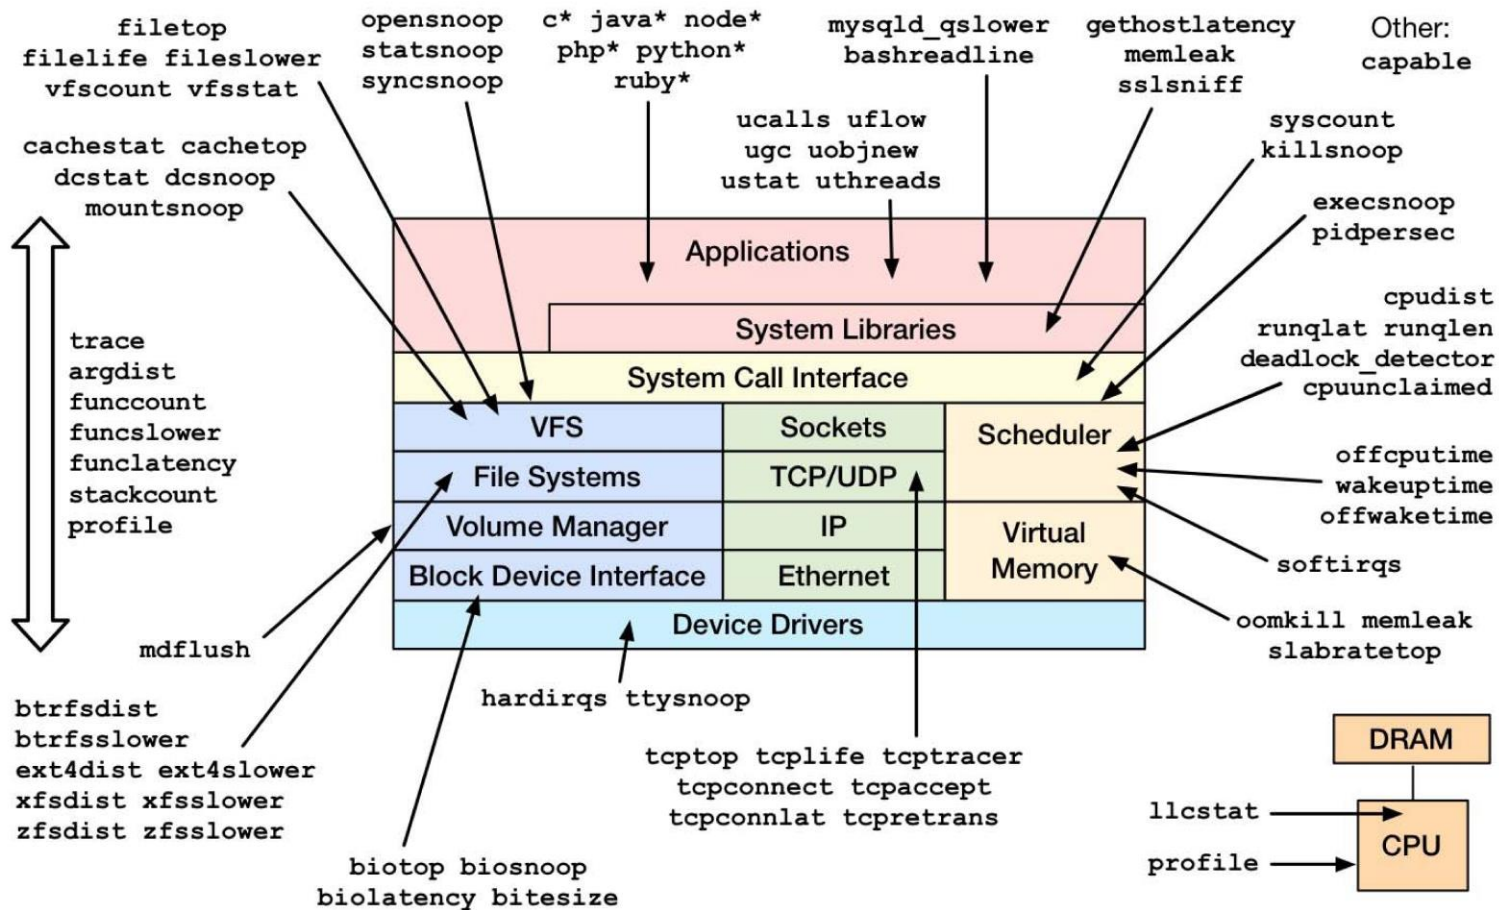 filetop
filelife fileslower
vfscount vfsstat
opensnoop
statsnoop
syncsnoop
c* java* node*
php* python*
ruby*
mysqld_qslower
bashreadline
gethostlatency
memleak
sslsniff
Other:
capable
cachestat cachetop
dcstat dcsnoop
mountsnoop
ucalls uflow
ugc uobjnew
ustat uthreads
syscount
killsnoop
execsnoop
pidpersec
Applications
System Libraries
System Call Interface
VFS
Sockets
Scheduler
File Systems
TCP/UDP
Volume Manager
IP
Virtual
Memory
Block Device Interface
Ethernet
Device Drivers
trace
argdist
funccount
funcslower
funclatency
stackcount
profile
cpudist
runqlat runqlen
deadlock_detector
cpuunclaimed
offcputime
wakeuptime
offwaketime
softirqs
oomkill memleak
slabratetop
mdflush
hardirqs ttysnoop
btrfsdist
btrfsslower
ext4dist ext4slower
xfsdist xfsslower
zfsdist zfsslower
tcptop tcplife tcptracer
tcpconnect tcpaccept
tcpconnlat tcpretrans
biotop biosnoop
biolatency bitesize
DRAM
llcstat
CPU
profile